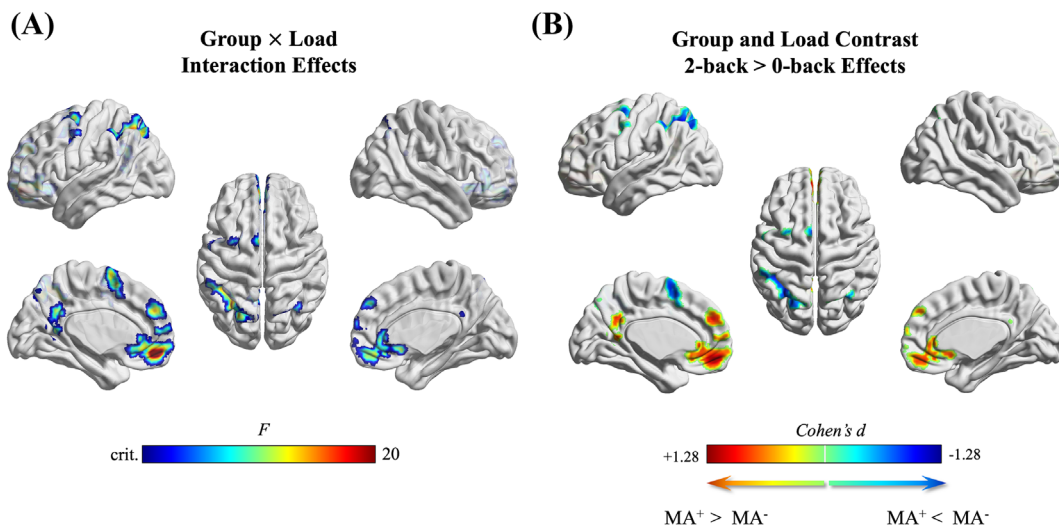 (A)
Group × Load
Interaction Effects
(B)
Group and Load Contrast
2-back > 0-back Effects
F
crit.
20
Cohen's d
+1.28
-1.28
MA⁺ > MA⁻
MA⁺ < MA⁻